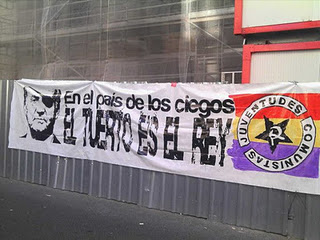 En el país de los ciegos
EL TUERTO ES EL REY
JUVENTUDES
COMUNISTAS